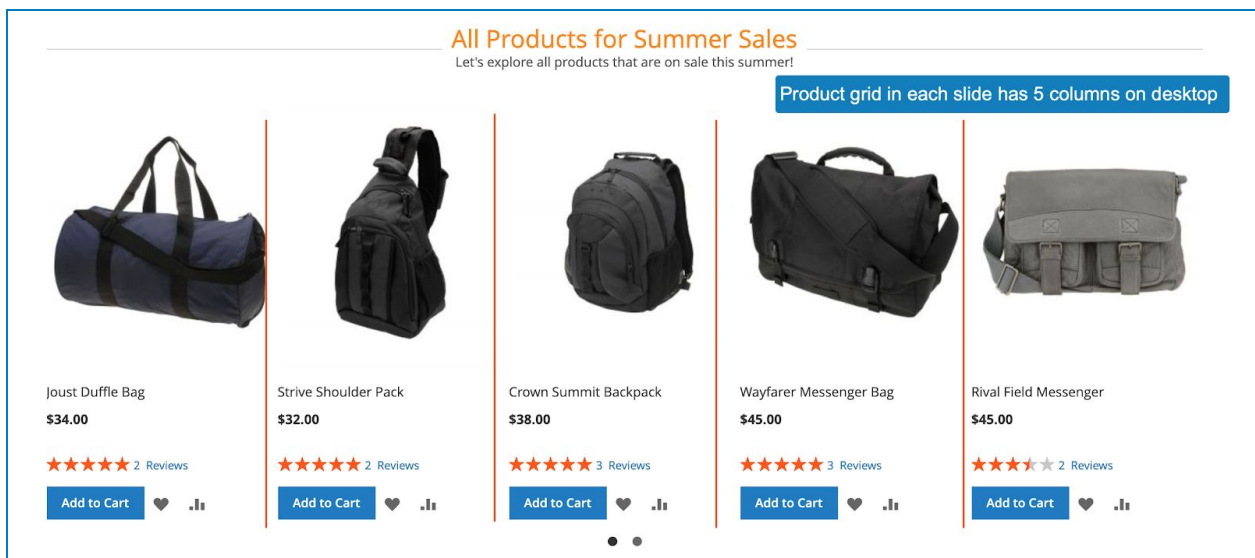 All Products for Summer Sales
Let's explore all products that are on sale this summer!
Product grid in each slide has 5 columns on desktop
Joust Duffle Bag
Strive Shoulder Pack
Crown Summit Backpack
Wayfarer Messenger Bag
Rival Field Messenger
$34.00
$32.00
$38.00
$45.00
$45.00
2 Reviews
2 Reviews
3 Reviews
3 Reviews
2 Reviews
Add to Cart
Add to Cart
Add to Cart
Add to Cart
Add to Cart